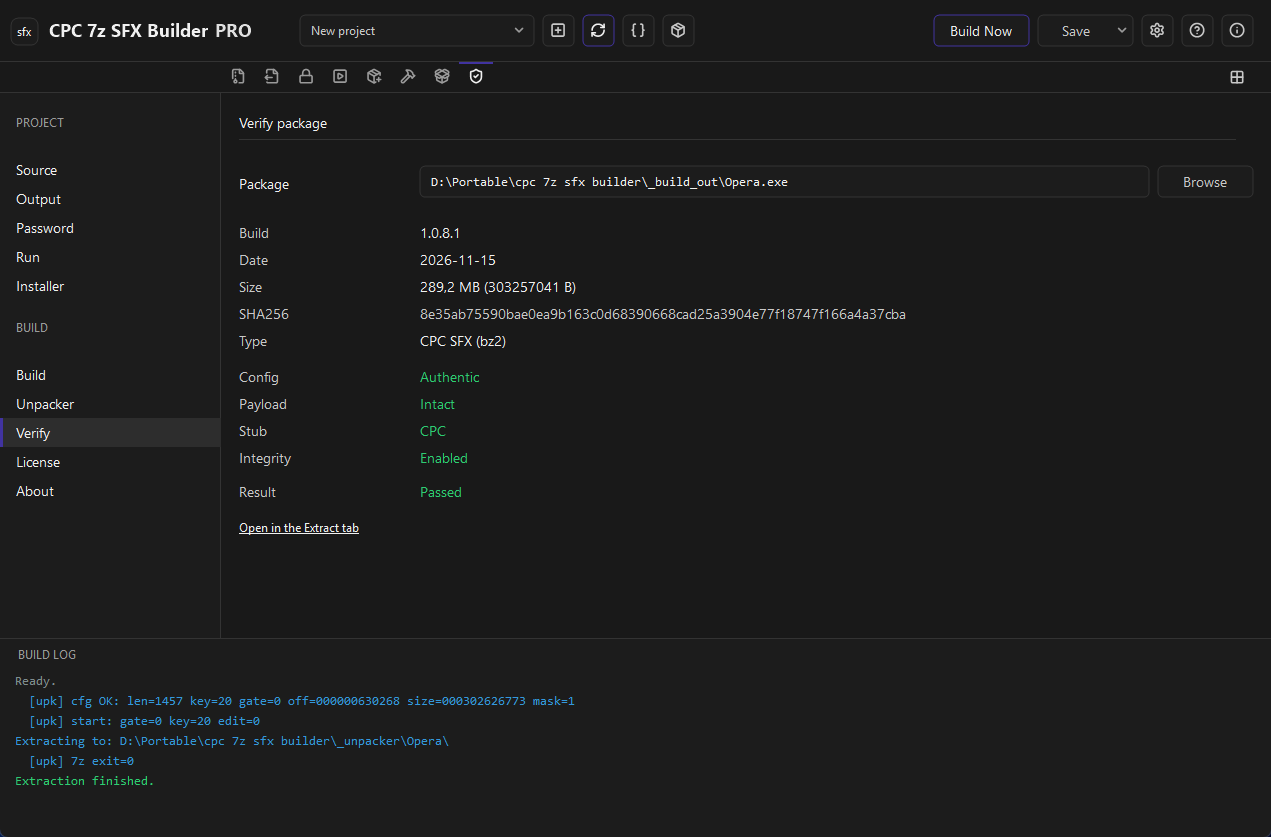 sfx CPC 7z SFX Builder PRO New project { } Build Now Save
PROJECT
Source
Output
Password
Run
Installer
BUILD
Build
Unpacker
Verify
License
About
Verify package
Package D:\Portable\cpc 7z sfx builder\_build_out\Opera.exe Browse
Build 1.0.8.1
Date 2026-11-15
Size 289,2 MB (303257041 B)
SHA256 8e35ab75590bae0ea9b163c0d68390668cad25a3904e77f18747f166a4a37cba
Type CPC SFX (bz2)
Config Authentic
Payload Intact
Stub CPC
Integrity Enabled
Result Passed
Open in the Extract tab
BUILD LOG
Ready.
[upk] cfg OK: len=1457 key=20 gate=0 off=000000630268 size=000302626773 mask=1
[upk] start: gate=0 key=20 edit=0
Extracting to: D:\Portable\cpc 7z sfx builder\_unpacker\Opera\
[upk] 7z exit=0
Extraction finished.